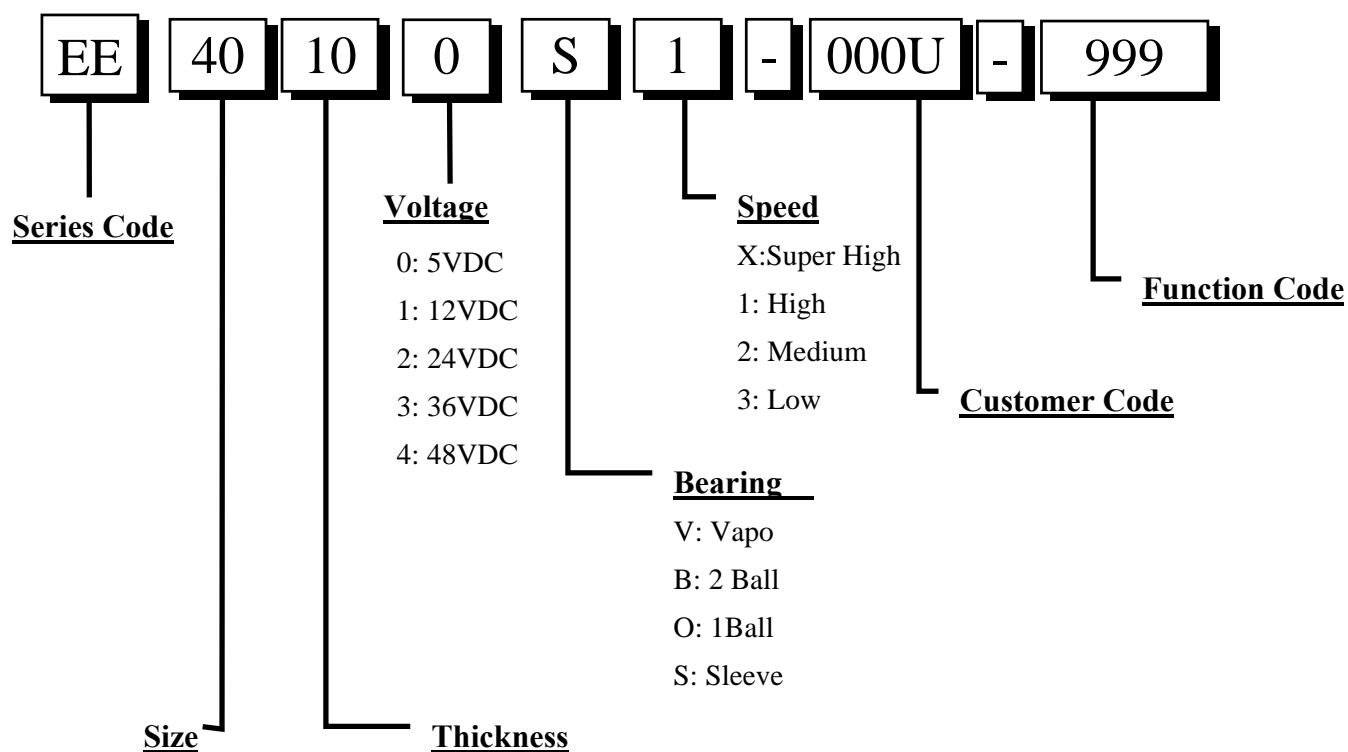 EE 40 10 0 S 1 - 000U - 999
Series Code
Voltage
0: 5VDC
1: 12VDC
2: 24VDC
3: 36VDC
4: 48VDC
Speed
X:Super High
1: High
2: Medium
3: Low
Function Code
Customer Code
Bearing
V: Vapo
B: 2 Ball
O: 1Ball
S: Sleeve
Size
Thickness